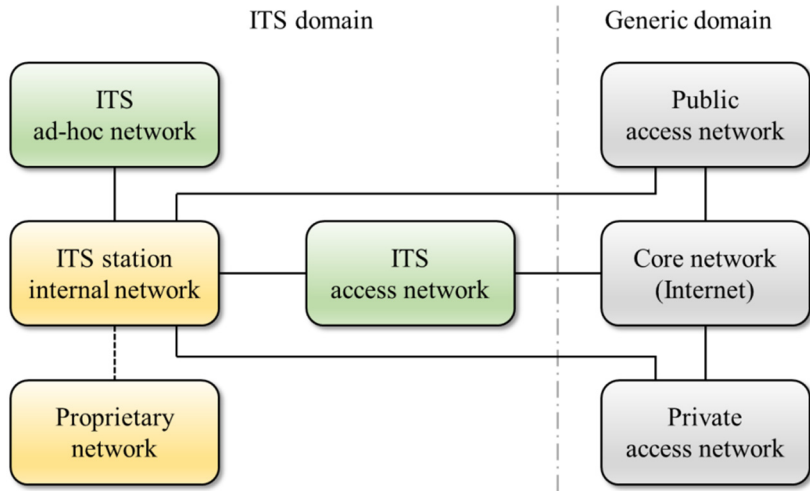 ITS domain
Generic domain
ITS
ad-hoc network
Public
access network
ITS station
internal network
ITS
access network
Core network
(Internet)
Proprietary
network
Private
access network